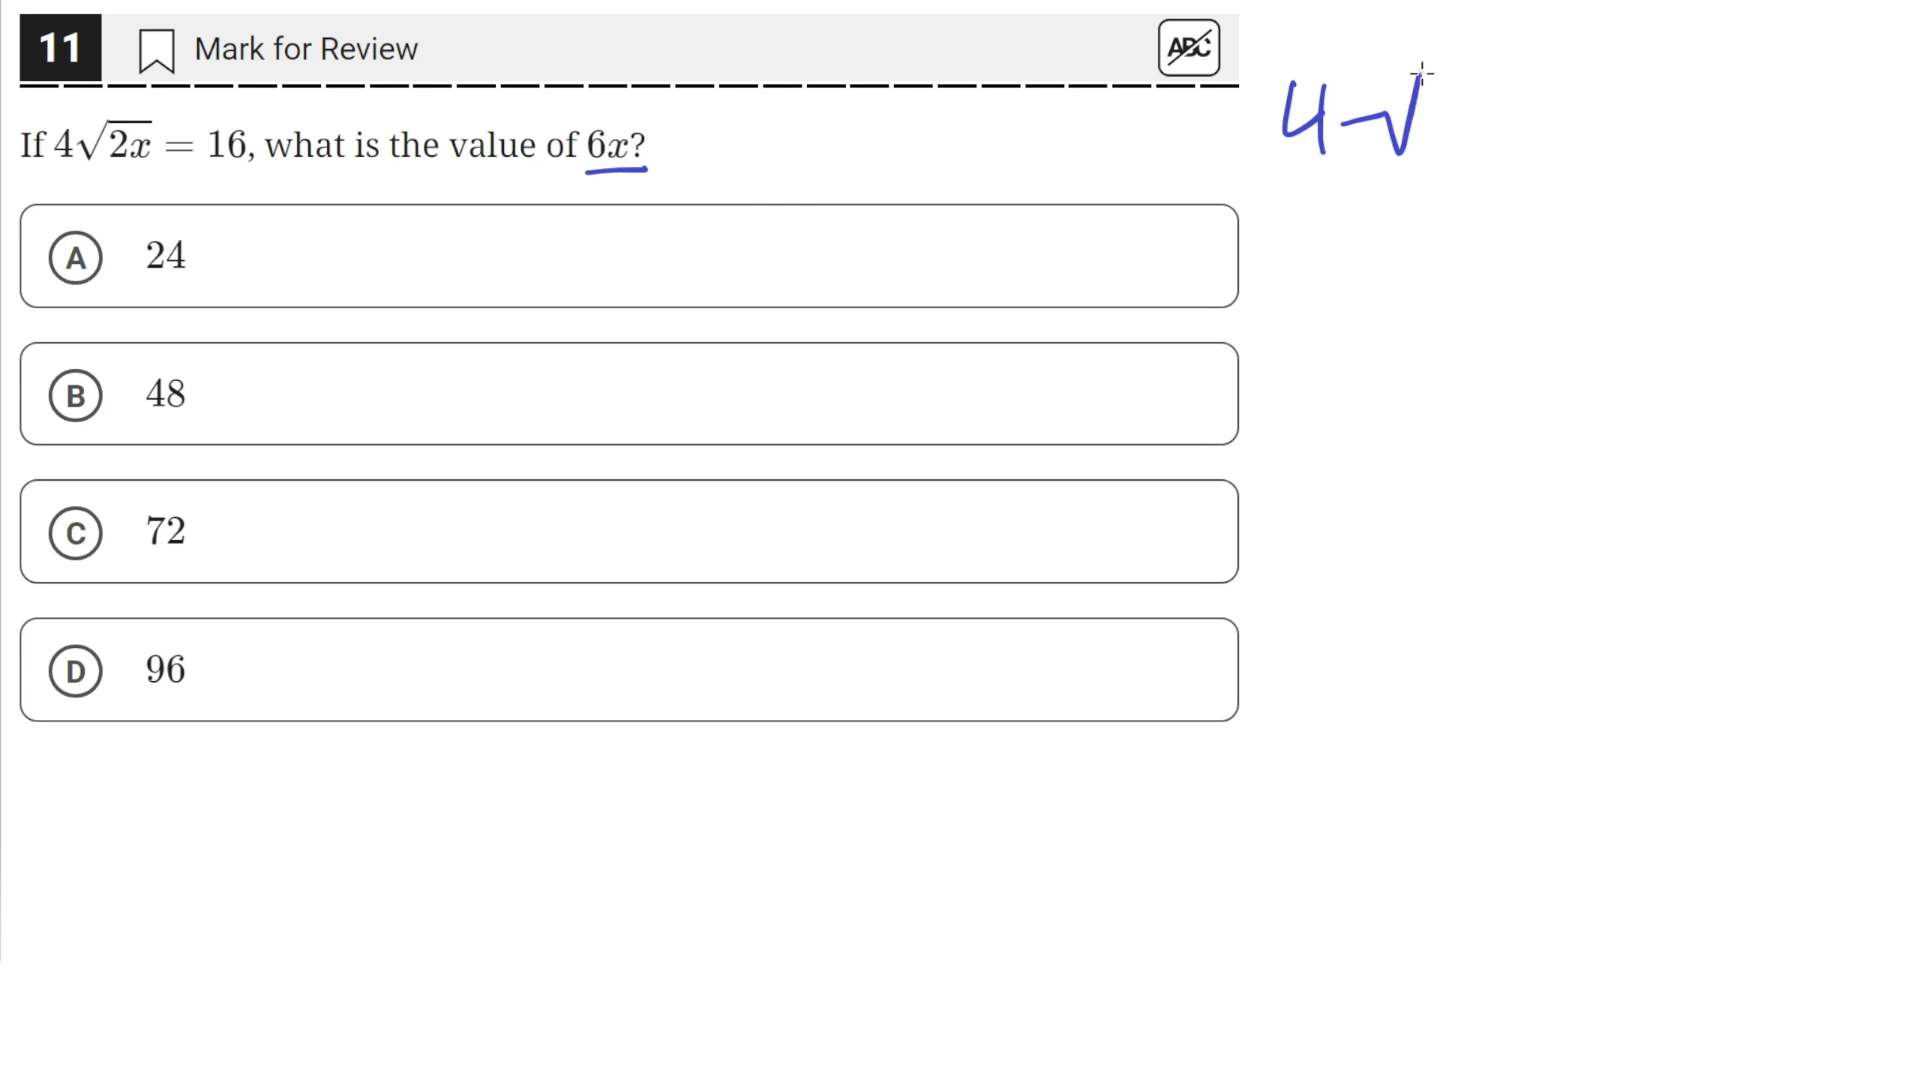 11 Mark for Review ABC
If 4√2x = 16, what is the value of 6x?
4√
A 24
B 48
C 72
D 96